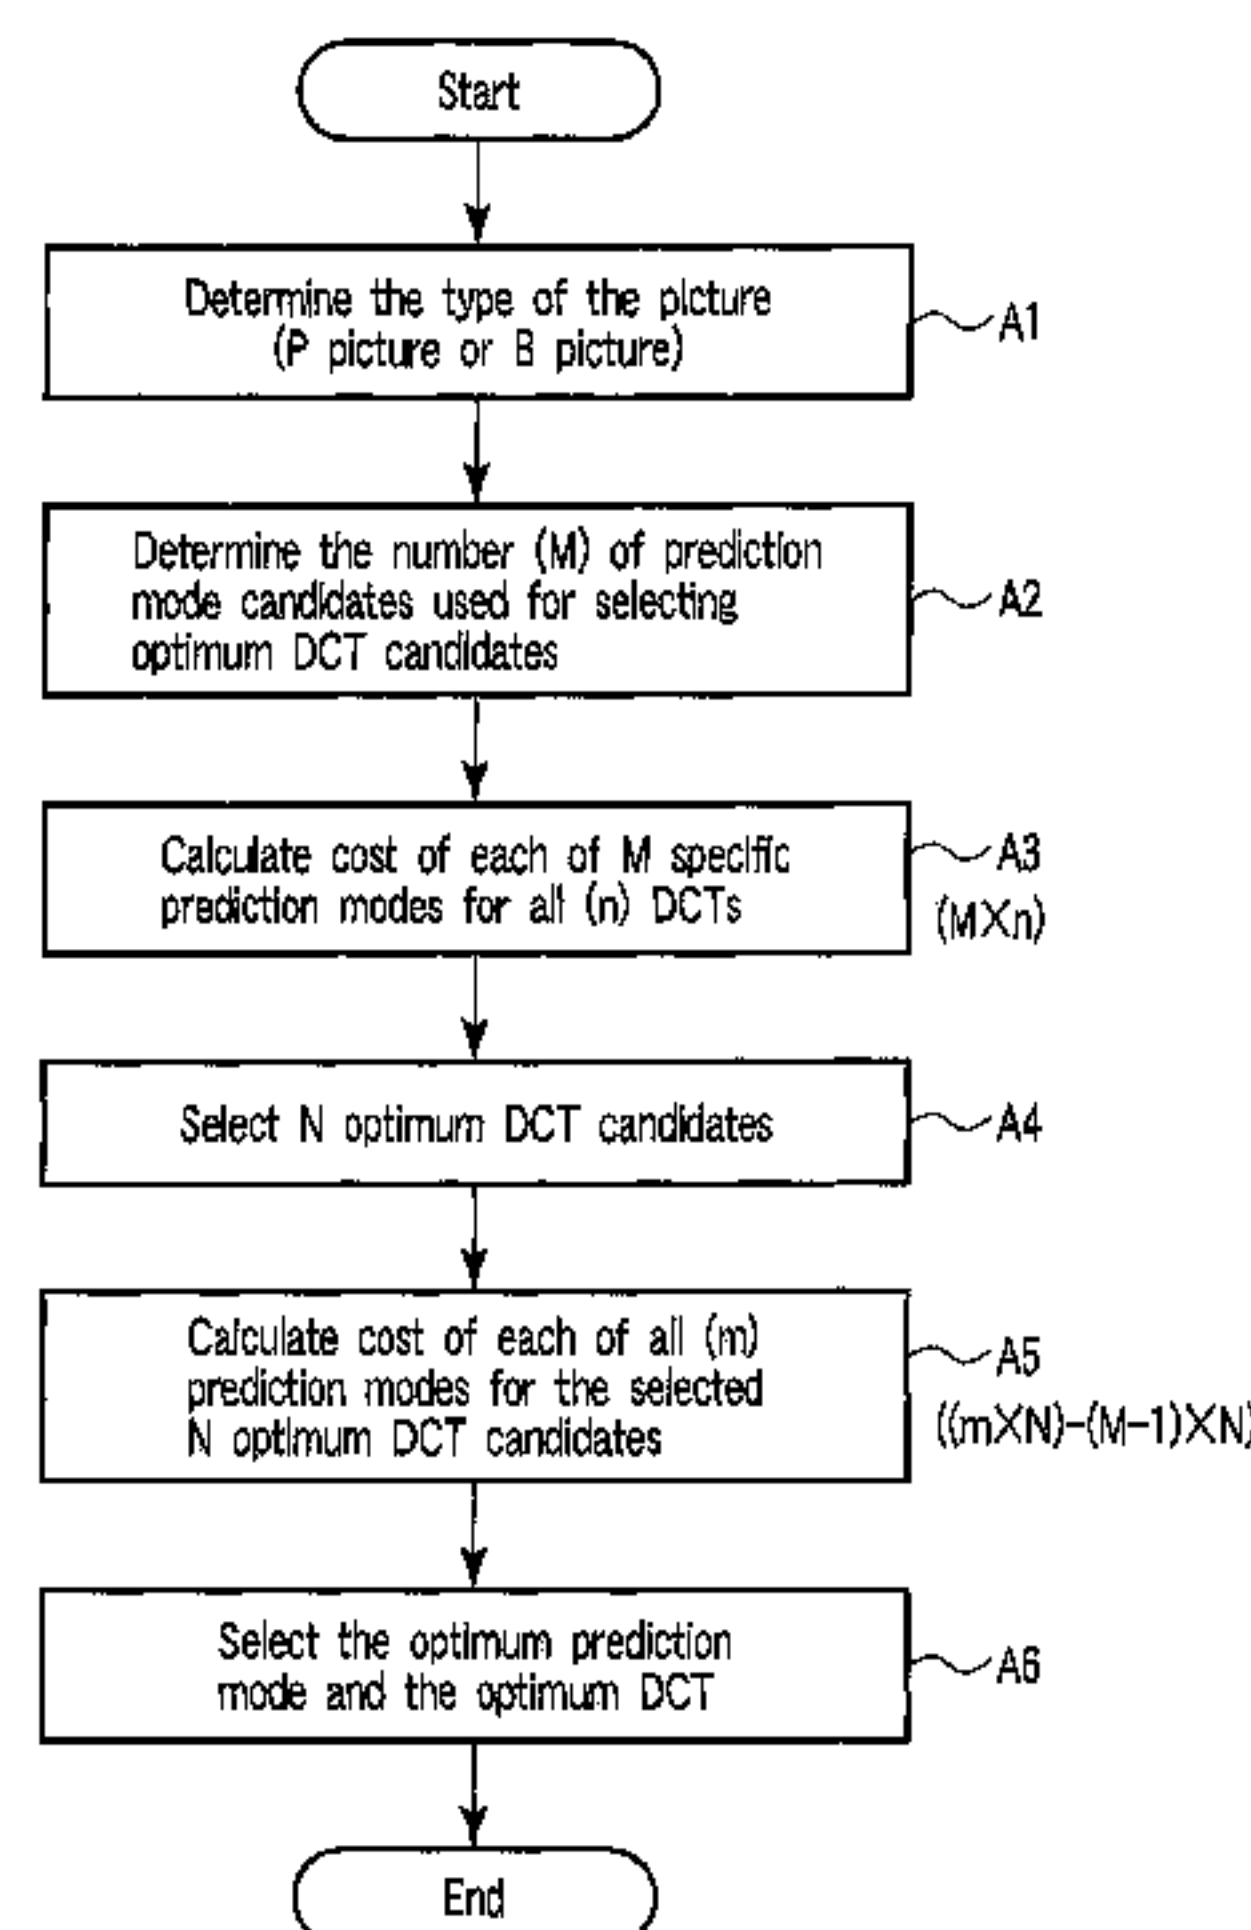 Start
Determine the type of the picture
(P picture or B picture)
A1
Determine the number (M) of prediction
mode candidates used for selecting
optimum DCT candidates
A2
Calculate cost of each of M specific
prediction modes for all (n) DCTs
A3
(M×n)
Select N optimum DCT candidates
A4
Calculate cost of each of all (m)
prediction modes for the selected
N optimum DCT candidates
A5
((m×N)-(M-1)×N)
Select the optimum prediction
mode and the optimum DCT
A6
End